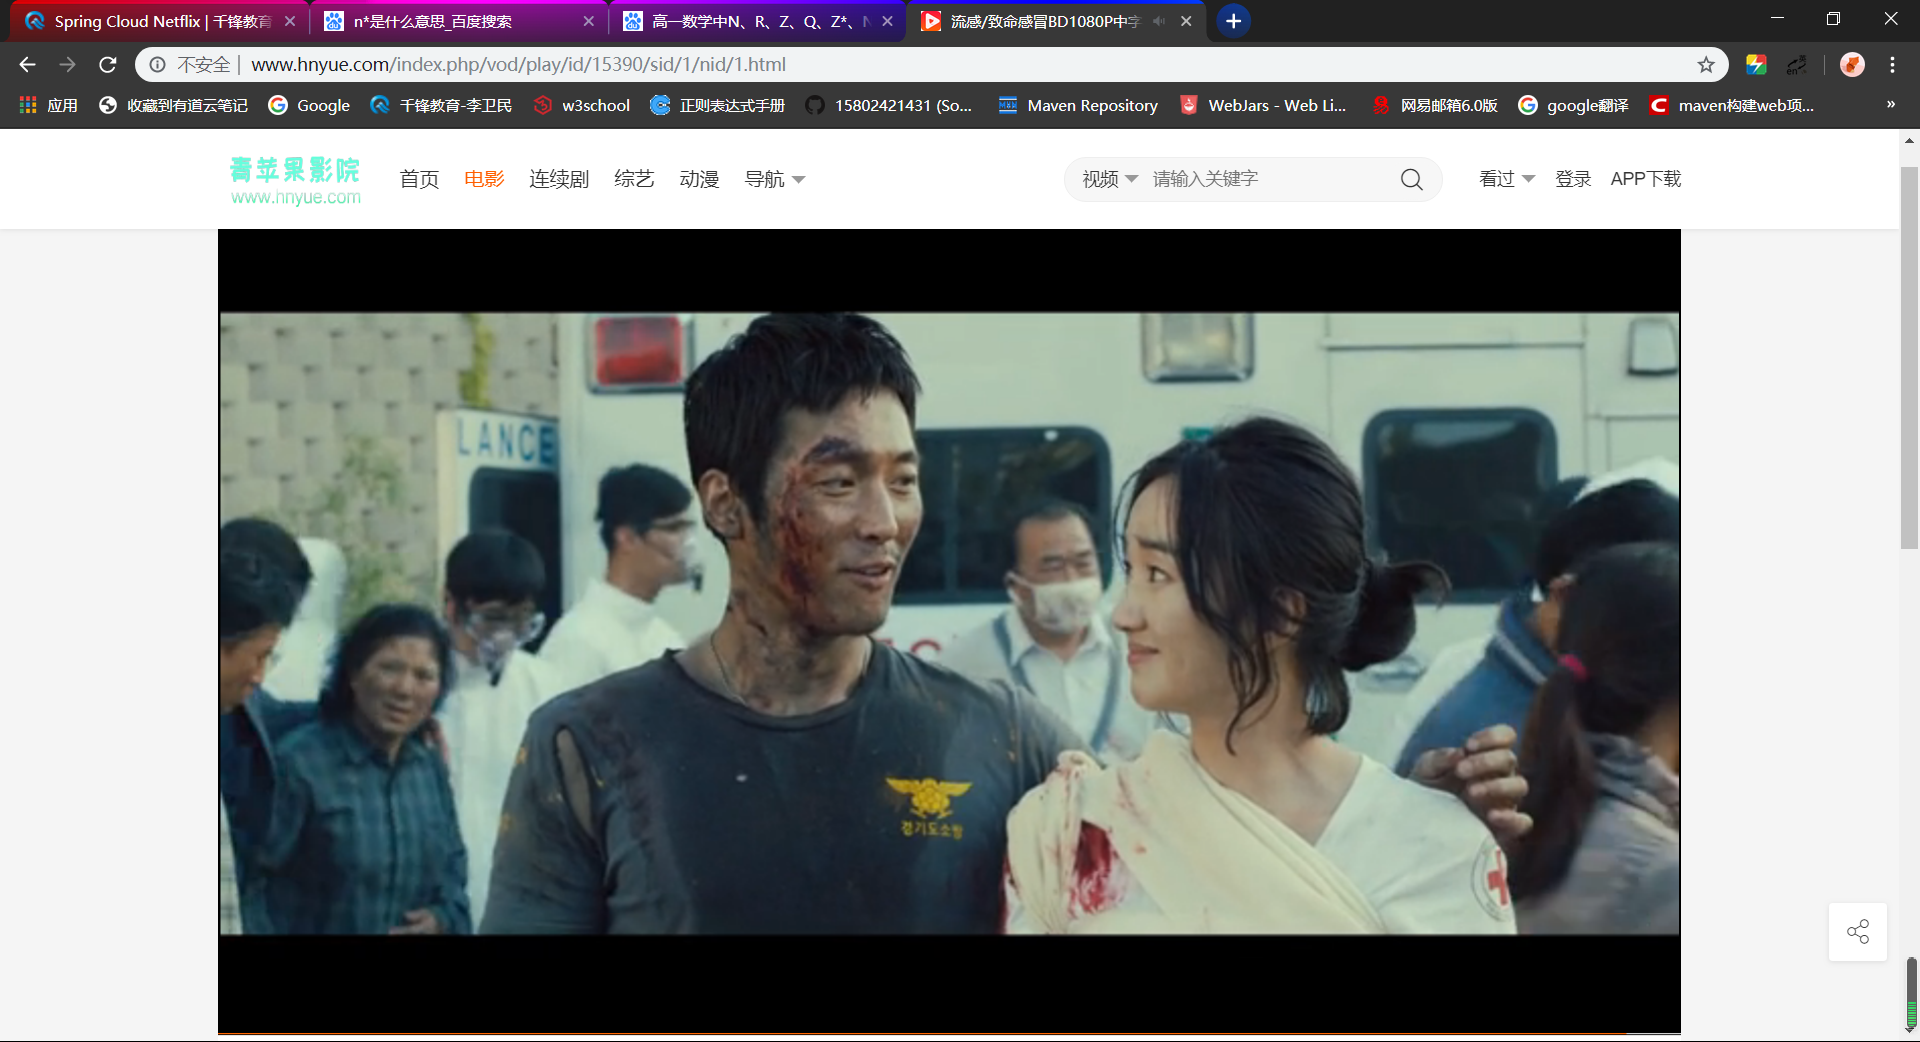 Spring Cloud Netflix | 千锋教育
n*是什么意思_百度搜索
高一数学中N、R、Z、Q、Z*、N
流感/致命感冒BD1080P中字
不安全 | www.hnyue.com/index.php/vod/play/id/15390/sid/1/nid/1.html
应用 收藏到有道云笔记 Google 千锋教育-李卫民 w3school 正则表达式手册 15802421431 (So... Maven Repository WebJars - Web Li... 网易邮箱6.0版 google翻译 maven构建web项... »
青苹果影院
www.hnyue.com
首页 电影 连续剧 综艺 动漫 导航
视频 请输入关键字
看过 登录 APP下载
LANCE
경기도소방